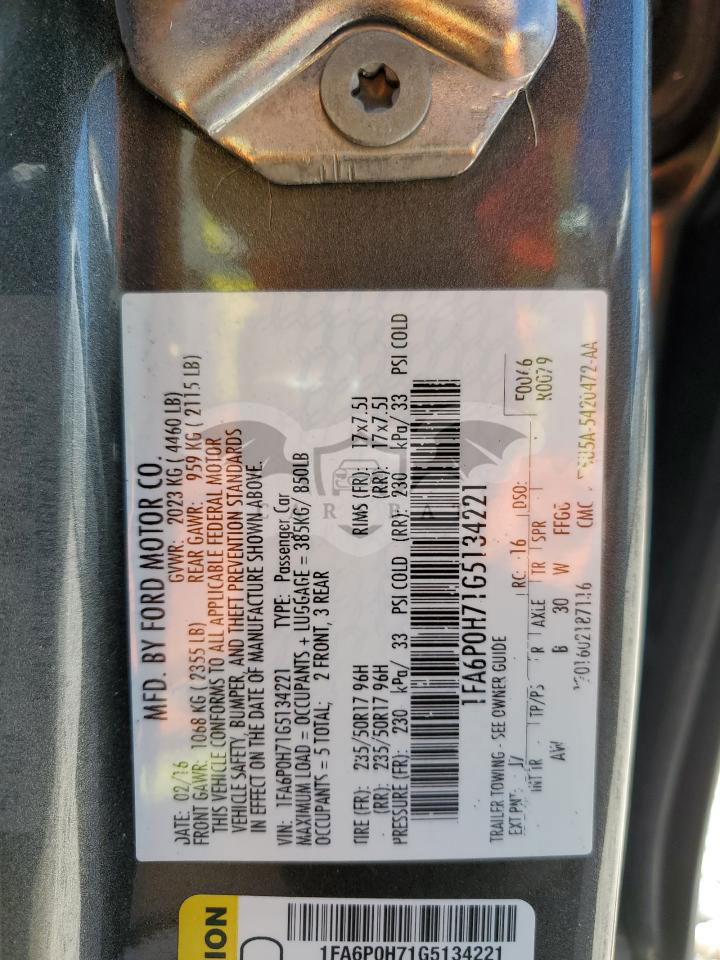 MFD. BY FORD MOTOR CO.
DATE: 02/16 GVWR: 2023 KG ( 4460 LB)
FRONT GAWR: 1068 KG ( 2355 LB) REAR GAWR: 959 KG ( 2115 LB)
THIS VEHICLE CONFORMS TO ALL APPLICABLE FEDERAL MOTOR
VEHICLE SAFETY, BUMPER, AND THEFT PREVENTION STANDARDS
IN EFFECT ON THE DATE OF MANUFACTURE SHOWN ABOVE.
VIN: 1FA6P0H71G5134221 TYPE: Passenger Car
MAXIMUM LOAD = OCCUPANTS + LUGGAGE = 385KG/ 850LB
OCCUPANTS = 5 TOTAL; 2 FRONT, 3 REAR
TIRE (FR): 235/50R17 96H RIMS (FR): 17x7.5J
(RR): 235/50R17 96H (RR): 17x7.5J
PRESSURE (FR): 230 kPa/ 33 PSI COLD (RR): 230 kPa/ 33 PSI COLD
1FA6P0H71G5134221
TRAILER TOWING - SEE OWNER GUIDE
EXT PNT: RC: 16 DSO:
INT TR TP/PS R AXLE TR SPR
AW B 30 W
CMC
ION
1FA6P0H71G5134221